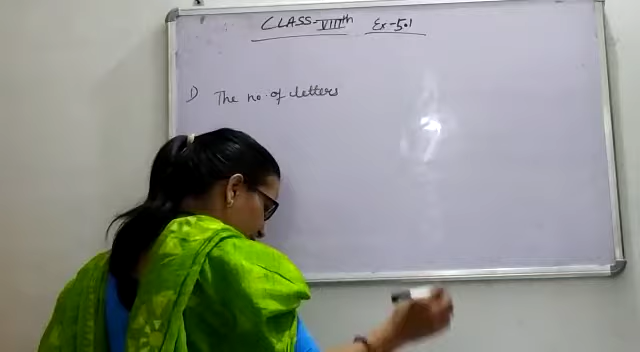 CLASS-VIIIth Ex-5.1
1) The no. of letters